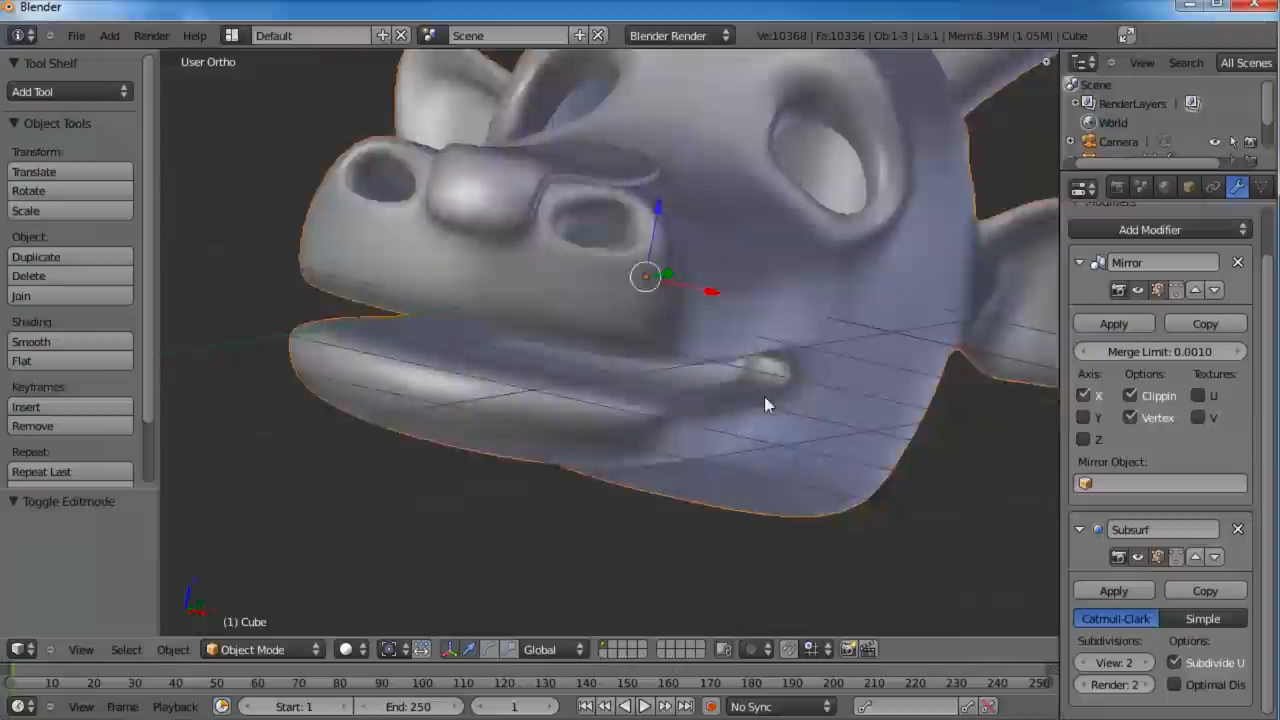 Blender
File Add Render Help Default Scene Blender Render Ve:10368 | Fa:10336 | Ob:1-3 | La:1 | Mem:6.39M (1.05M) | Cube
Tool Shelf
Add Tool
Object Tools
Transform:
Translate
Rotate
Scale
Object:
Duplicate
Delete
Join
Shading:
Smooth
Flat
Keyframes:
Insert
Remove
Repeat:
Repeat Last
Toggle Editmode
User Ortho
(1) Cube
View Search All Scenes
Scene
RenderLayers
World
Camera
Modifiers
Add Modifier
Mirror
Apply Copy
Merge Limit: 0.0010
Axis: Options: Textures:
X Clippin U
Y Vertex V
Z
Mirror Object:
Subsurf
Apply Copy
Catmull-Clark Simple
Subdivisions: Options:
View: 2 Subdivide U
Render: 2 Optimal Dis
View Select Object Object Mode Global
10 20 30 40 50 60 70 80 90 100 110 120 130 140 150 160 170 180 190 200 210 220 230 240 250
View Frame Playback Start: 1 End: 250 1 No Sync